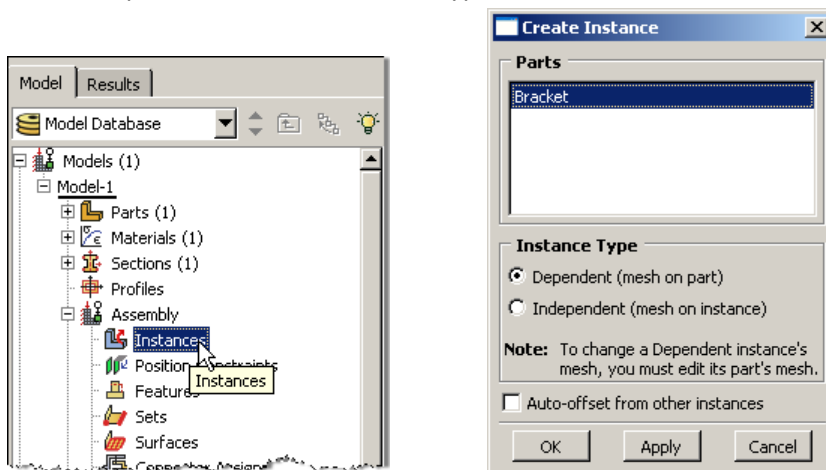 Model Results
Model Database
Models (1)
Model-1
Parts (1)
Materials (1)
Sections (1)
Profiles
Assembly
Instances
Position Constraints
Instances
Features
Sets
Surfaces
Create Instance
Parts
Bracket
Instance Type
Dependent (mesh on part)
Independent (mesh on instance)
Note: To change a Dependent instance's
mesh, you must edit its part's mesh.
Auto-offset from other instances
OK Apply Cancel